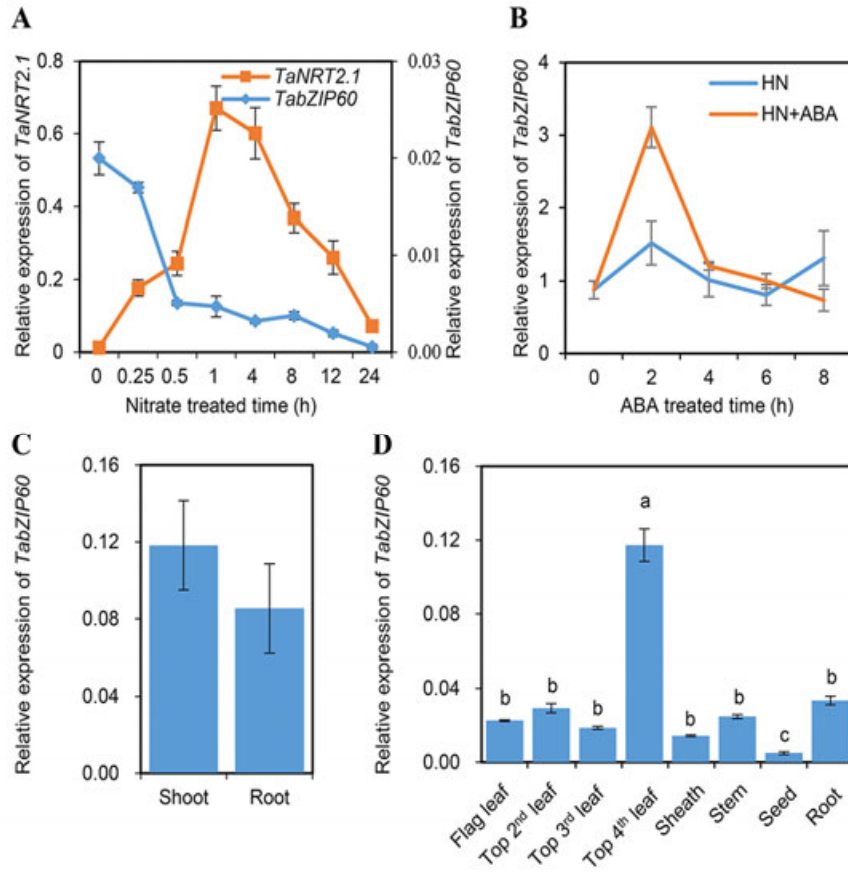 A
Relative expression of TaNRT2.1
0.8
0.6
0.4
0.2
0
TaNRT2.1
TabZIP60
0.03
0.02
0.01
0.00
Relative expression of TabZIP60
0 0.25 0.5 1 4 8 12 24
Nitrate treated time (h)
B
Relative expression of TabZIP60
4
3
2
1
0
HN
HN+ABA
0 2 4 6 8
ABA treated time (h)
C
Relative expression of TabZIP60
0.16
0.12
0.08
0.04
0.00
Shoot Root
D
Relative expression of TabZIP60
0.16
0.12
0.08
0.04
0.00
b b b a b b c b
Flag leaf
Top 2nd leaf
Top 3rd leaf
Top 4th leaf
Sheath
Stem
Seed
Root